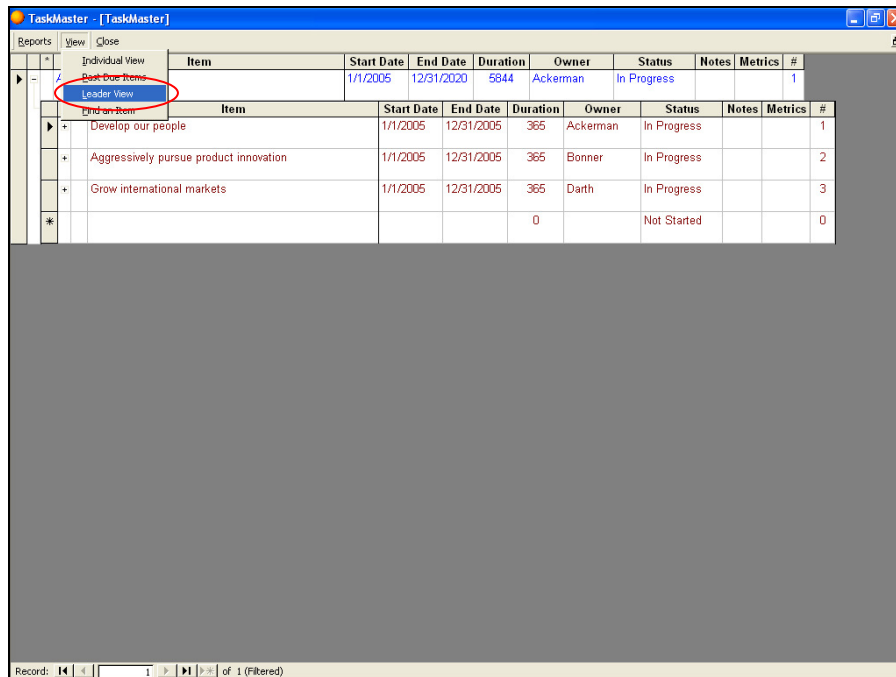 TaskMaster - [TaskMaster]
Reports View Close
Individual View
Past Due Items
Leader View
Find an Item
* Item Start Date End Date Duration Owner Status Notes Metrics #
- A 1/1/2005 12/31/2020 5844 Ackerman In Progress 1
Item Start Date End Date Duration Owner Status Notes Metrics #
+ Develop our people 1/1/2005 12/31/2005 365 Ackerman In Progress 1
+ Aggressively pursue product innovation 1/1/2005 12/31/2005 365 Bonner In Progress 2
+ Grow international markets 1/1/2005 12/31/2005 365 Darth In Progress 3
* 0 Not Started 0
Record: 1 of 1 (Filtered)